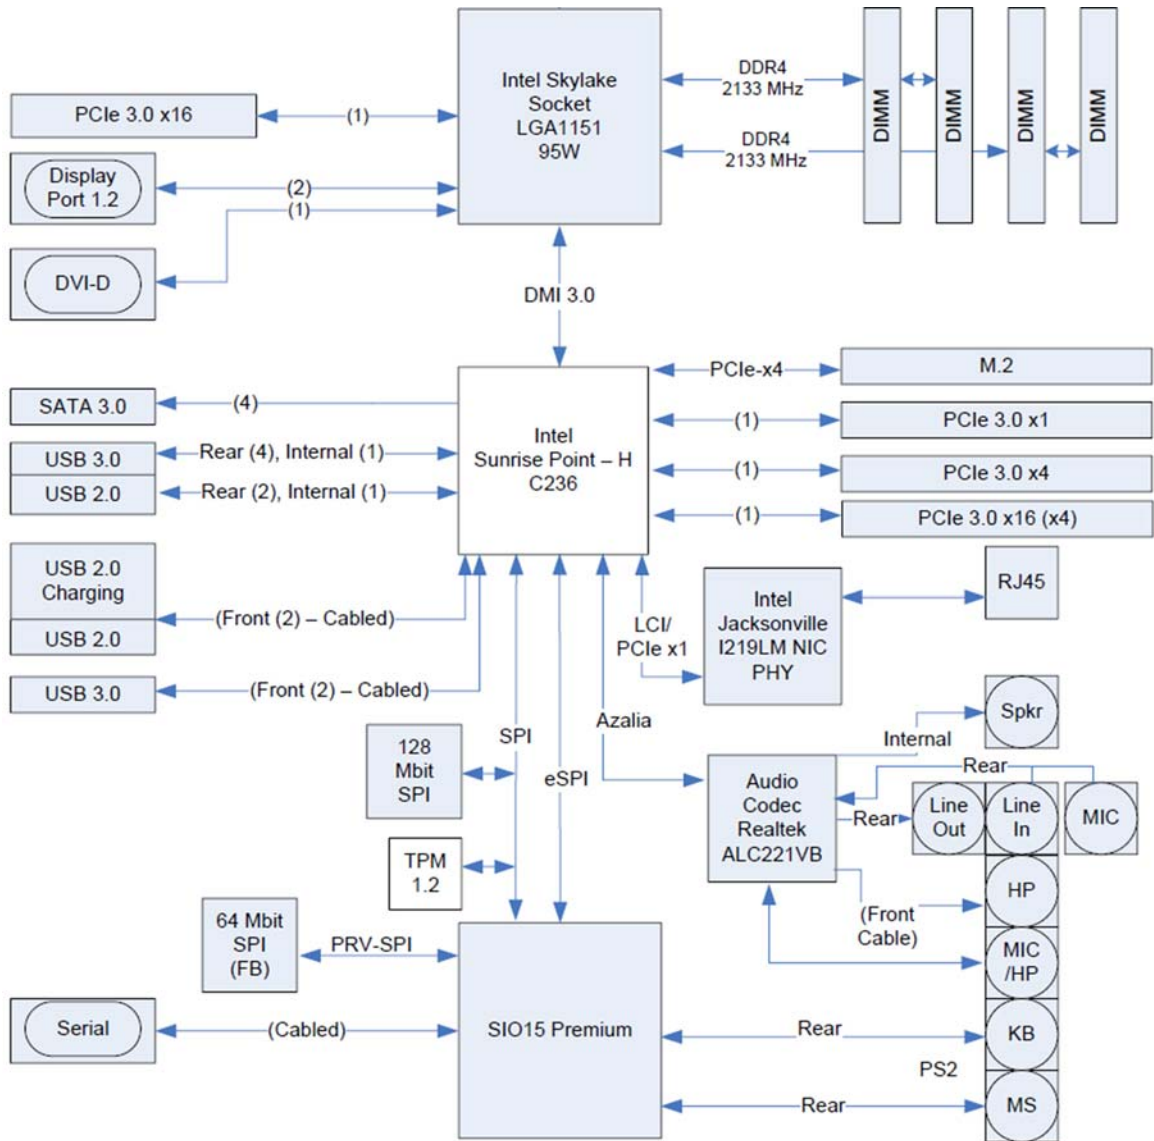 Intel Skylake
Socket
LGA1151
95W
DDR4
2133 MHz
DDR4
2133 MHz
DIMM
DIMM
DIMM
DIMM
PCIe 3.0 x16
(1)
Display
Port 1.2
(2)
(1)
DVI-D
DMI 3.0
Intel
Sunrise Point – H
C236
PCIe-x4
M.2
(1)
PCIe 3.0 x1
(1)
PCIe 3.0 x4
(1)
PCIe 3.0 x16 (x4)
SATA 3.0
(4)
USB 3.0
Rear (4), Internal (1)
USB 2.0
Rear (2), Internal (1)
USB 2.0
Charging
USB 2.0
(Front (2) – Cabled)
USB 3.0
(Front (2) – Cabled)
LCI/
PCIe x1
Intel
Jacksonville
I219LM NIC
PHY
RJ45
SPI
eSPI
Azalia
128
Mbit
SPI
TPM
1.2
Audio
Codec
Realtek
ALC221VB
Internal
Spkr
Rear
Rear
Line
Out
Line
In
MIC
(Front
Cable)
HP
MIC
/HP
64 Mbit
SPI
(FB)
PRV-SPI
Serial
(Cabled)
SIO15 Premium
Rear
KB
PS2
Rear
MS